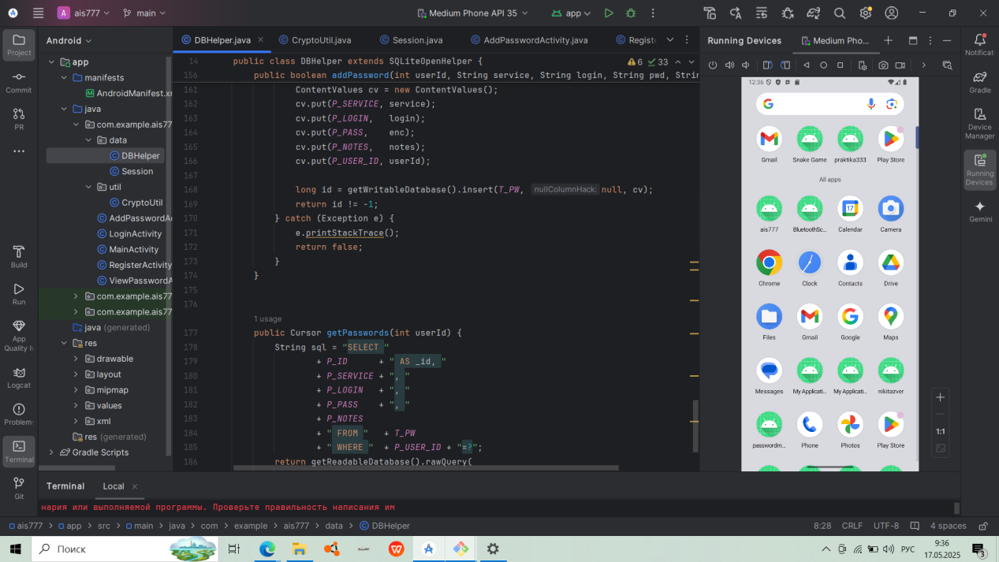 ais777
main
Medium Phone API 35
app
Android
DBHelper.java
CryptoUtil.java
Session.java
AddPasswordActivity.java
Regist
Running Devices
Medium Pho...
Project
Commit
PR
Build
Run
App
Quality I
Logcat
Problem
Terminal
Git
app
manifests
AndroidManifest.x
java
com.example.ais77
data
DBHelper
Session
util
CryptoUtil
AddPasswordA
LoginActivity
MainActivity
RegisterActivity
ViewPasswordA
com.example.ais77
com.example.ais77
java (generated)
res
drawable
layout
mipmap
values
xml
res (generated)
Gradle Scripts
14 public class DBHelper extends SQLiteOpenHelper {
6 33
156 public boolean addPassword(int userId, String service, String login, String pwd, Strin
161 ContentValues cv = new ContentValues();
162 cv.put(P_SERVICE, service);
163 cv.put(P_LOGIN, login);
164 cv.put(P_PASS, enc);
165 cv.put(P_NOTES, notes);
166 cv.put(P_USER_ID, userId);
167
168 long id = getWritableDatabase().insert(T_PW, nullColumnHack: null, cv);
169 return id != -1;
170 } catch (Exception e) {
171 e.printStackTrace();
172 return false;
173 }
174 }
175
176
1 usage
177 public Cursor getPasswords(int userId) {
178 String sql = "SELECT "
179 + P_ID + " AS _id, "
180 + P_SERVICE + ", "
181 + P_LOGIN + ", "
182 + P_PASS + ", "
183 + P_NOTES
184 + " FROM " + T_PW
185 + " WHERE " + P_USER_ID + "=?";
186 return getReadableDatabase().rawQuery(
12:36
G
Gmail
Snake Game
praktika333
Play Store
All apps
17
ais777
BluetoothSc...
Calendar
Camera
Chrome
Clock
Contacts
Drive
Files
Gmail
Google
Maps
Messages
My Applicati...
My Applicati...
nikitazver
passwordm...
Phone
Photos
Play Store
1:1
Notificat
Gradle
Device
Manager
Running
Devices
Gemini
Terminal
Local
нария или выполняемой программы. Проверьте правильность написания им
ais777 > app > src > main > java > com > example > ais777 > data > DBHelper
8:28
CRLF
UTF-8
4 spaces
Поиск
РУС
9:36
17.05.2025
3